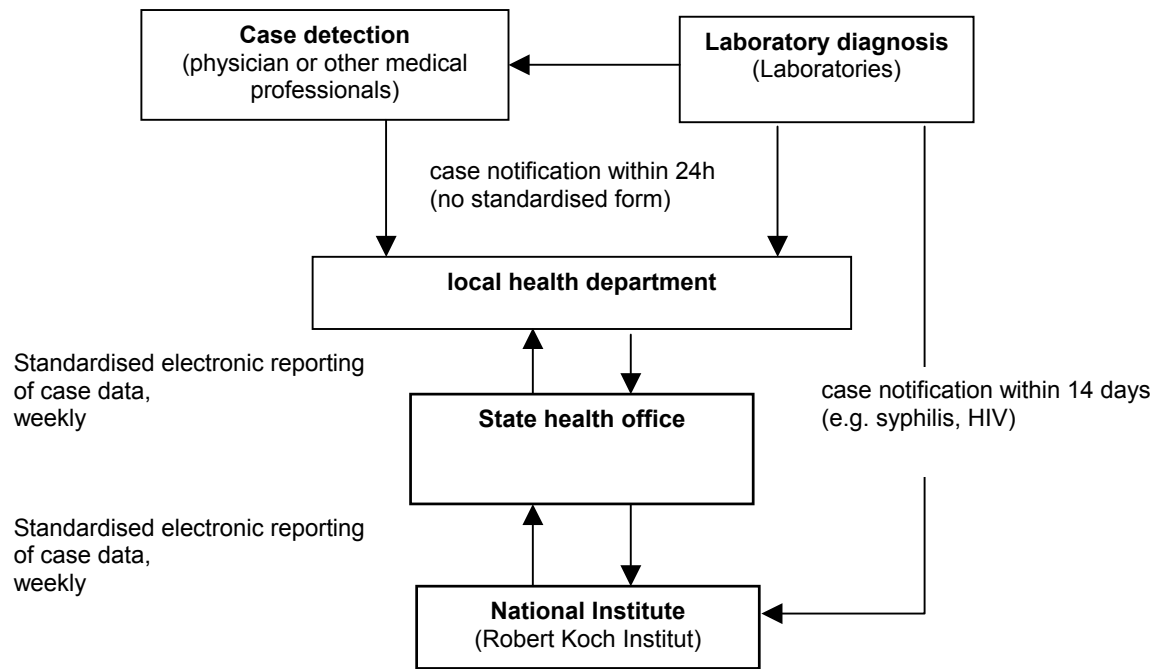 Case detection
(physician or other medical
professionals)
Laboratory diagnosis
(Laboratories)
case notification within 24h
(no standardised form)
local health department
Standardised electronic reporting
of case data,
weekly
State health office
case notification within 14 days
(e.g. syphilis, HIV)
Standardised electronic reporting
of case data,
weekly
National Institute
(Robert Koch Institut)